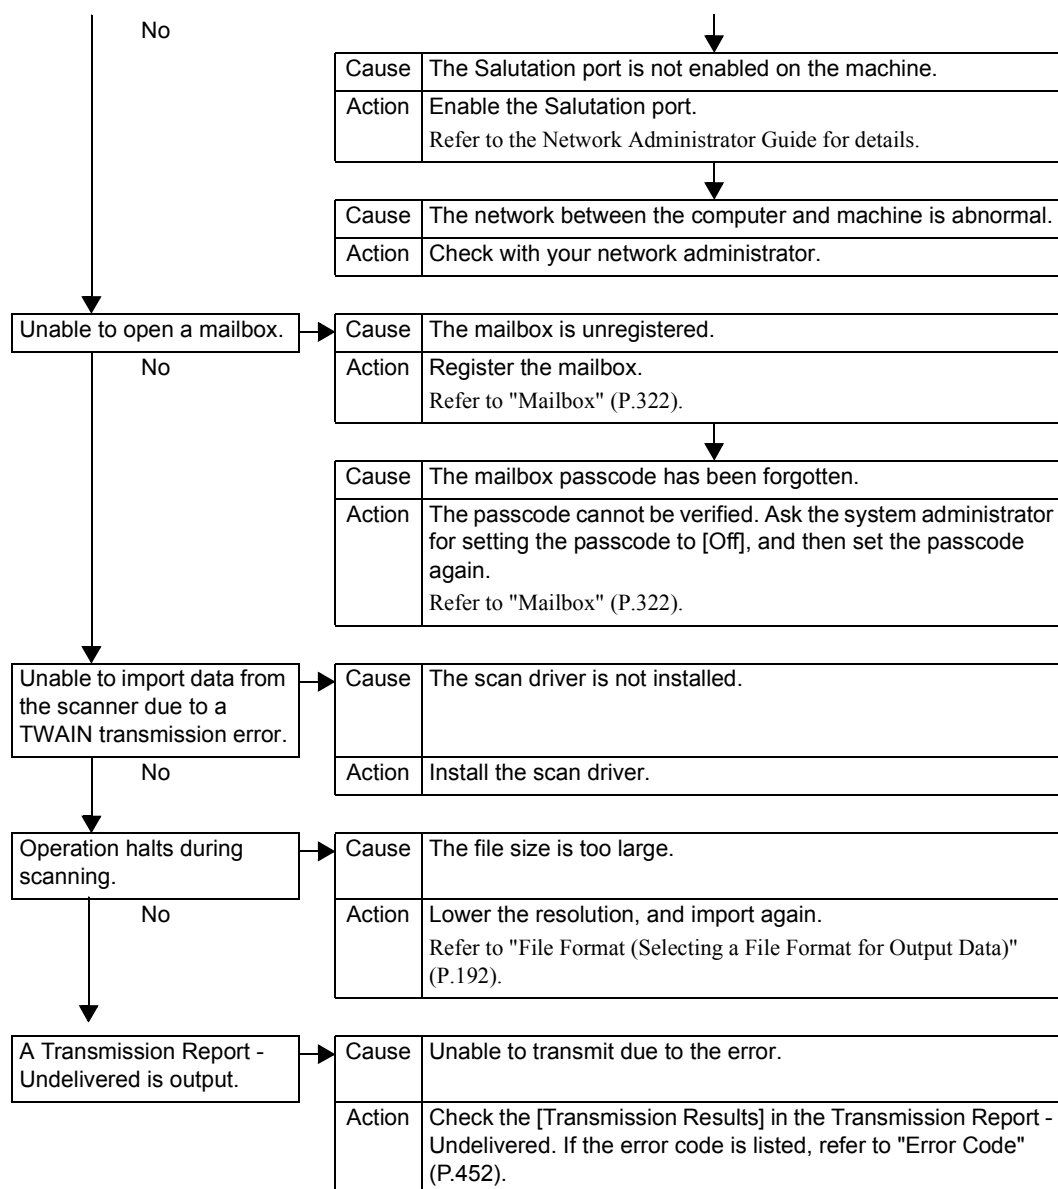 No
Cause The Salutation port is not enabled on the machine.
Action Enable the Salutation port.
Refer to the Network Administrator Guide for details.
Cause The network between the computer and machine is abnormal.
Action Check with your network administrator.
Unable to open a mailbox.
Cause The mailbox is unregistered.
No
Action Register the mailbox.
Refer to "Mailbox" (P.322).
Cause The mailbox passcode has been forgotten.
Action The passcode cannot be verified. Ask the system administrator
for setting the passcode to [Off], and then set the passcode
again.
Refer to "Mailbox" (P.322).
Unable to import data from
the scanner due to a
TWAIN transmission error.
Cause The scan driver is not installed.
No
Action Install the scan driver.
Operation halts during
scanning.
Cause The file size is too large.
No
Action Lower the resolution, and import again.
Refer to "File Format (Selecting a File Format for Output Data)"
(P.192).
A Transmission Report -
Undelivered is output.
Cause Unable to transmit due to the error.
Action Check the [Transmission Results] in the Transmission Report -
Undelivered. If the error code is listed, refer to "Error Code"
(P.452).